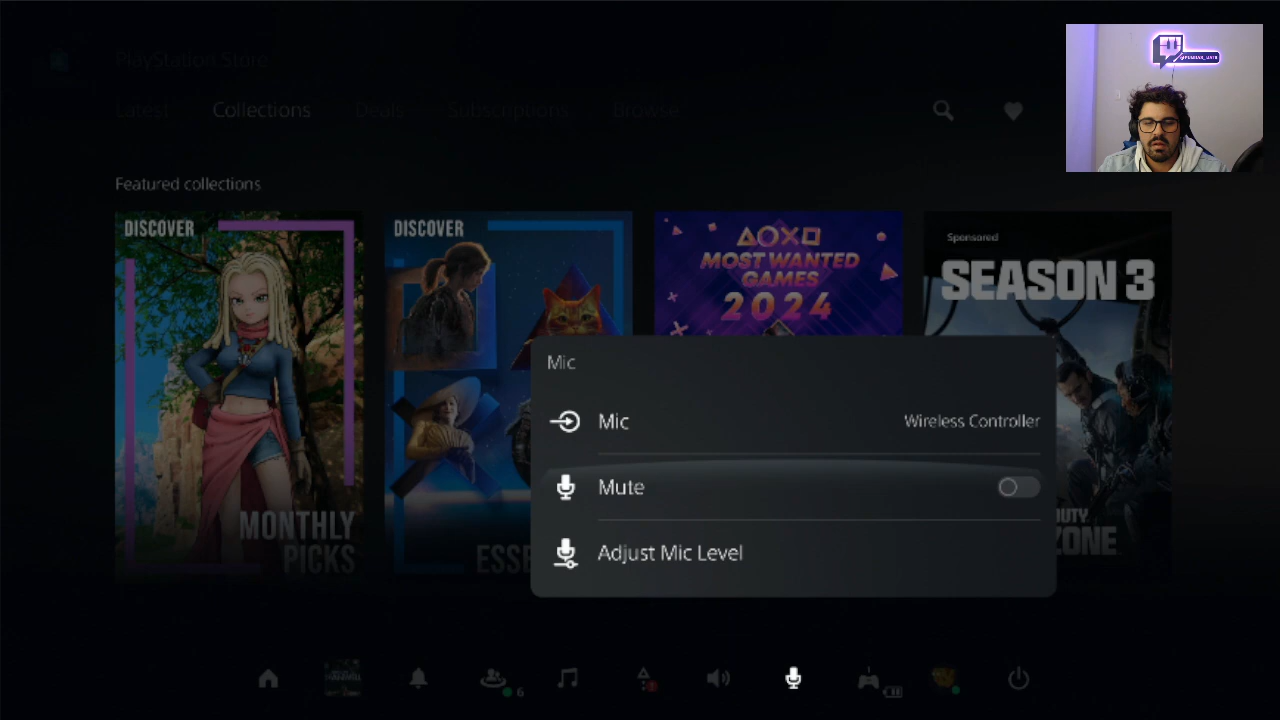 PlayStation Store
Latest
Collections
Deals
Subscriptions
Browse
Featured collections
DISCOVER
MONTHLY
PICKS
DISCOVER
ESSE
MOST WANTED
GAMES
2024
Sponsored
SEASON 3
DUTY
ZONE
Mic
Mic
Wireless Controller
Mute
Adjust Mic Level
6